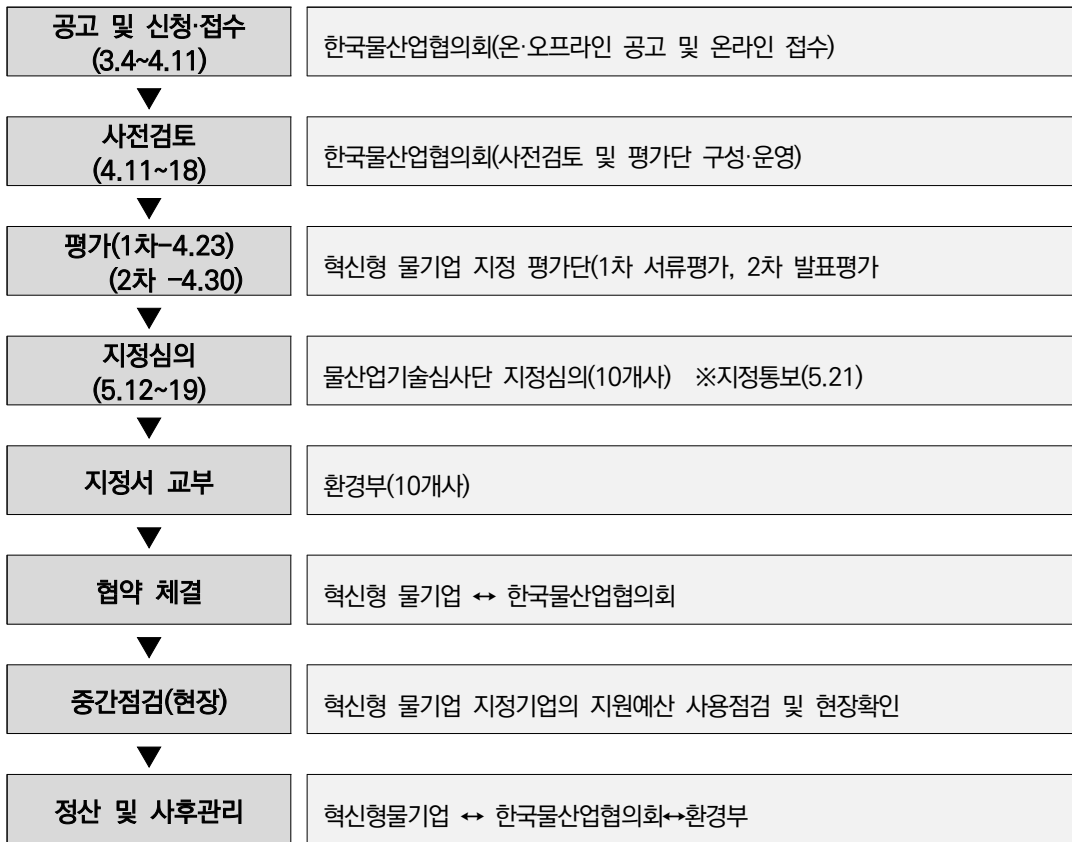 공고 및 신청·접수
(3.4~4.11)
한국물산업협의회(온·오프라인 공고 및 온라인 접수)
▼
사전검토
(4.11~18)
한국물산업협의회(사전검토 및 평가단 구성·운영)
▼
평가(1차-4.23)
(2차 -4.30)
혁신형 물기업 지정 평가단(1차 서류평가, 2차 발표평가
▼
지정심의
(5.12~19)
물산업기술심사단 지정심의(10개사) ※지정통보(5.21)
▼
지정서 교부
환경부(10개사)
▼
협약 체결
혁신형 물기업 ↔ 한국물산업협의회
▼
중간점검(현장)
혁신형 물기업 지정기업의 지원예산 사용점검 및 현장확인
▼
정산 및 사후관리
혁신형물기업 ↔ 한국물산업협의회↔환경부